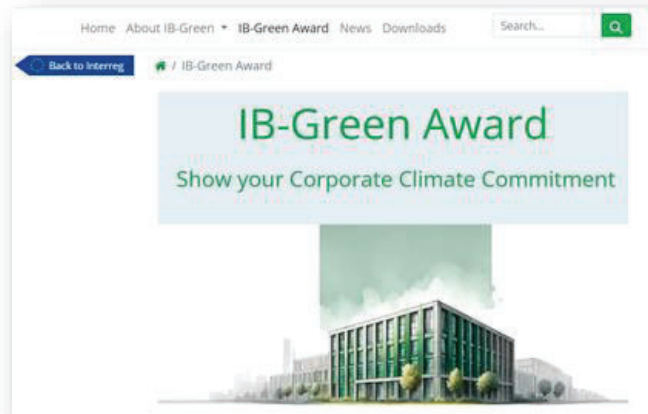 Home About IB-Green IB-Green Award News Downloads Search...
Back to Interreg / IB-Green Award
IB-Green Award
Show your Corporate Climate Commitment